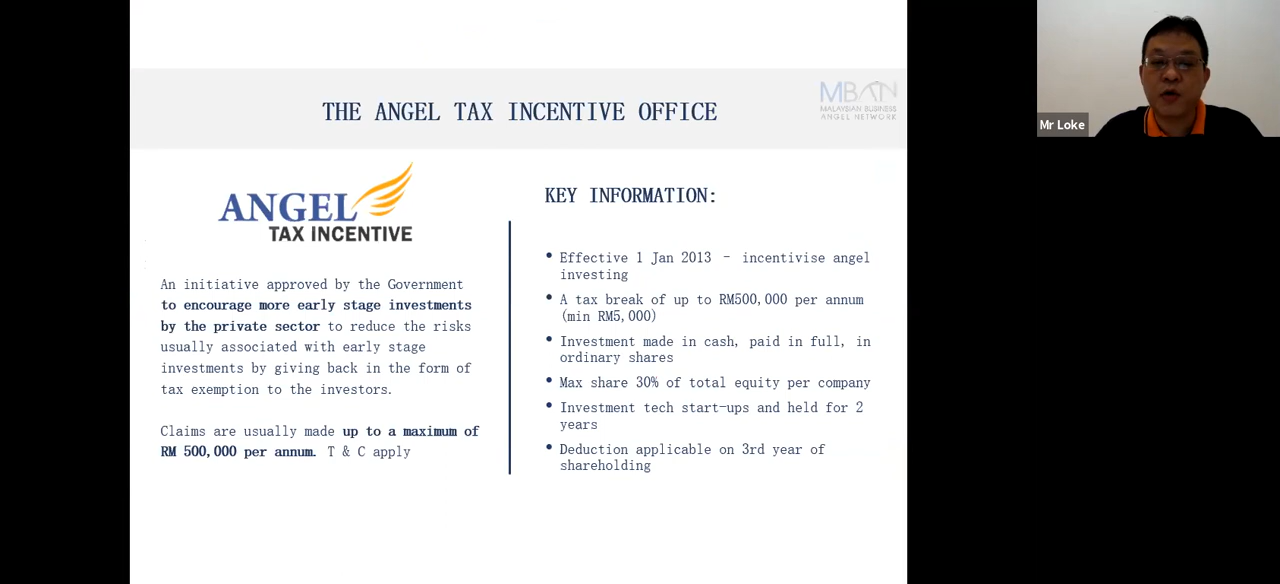 THE ANGEL TAX INCENTIVE OFFICE
MBAN
MALAYSIAN BUSINESS
ANGEL NETWORK
ANGEL
TAX INCENTIVE
An initiative approved by the Government
to encourage more early stage investments
by the private sector to reduce the risks
usually associated with early stage
investments by giving back in the form of
tax exemption to the investors.
Claims are usually made up to a maximum of
RM 500,000 per annum. T & C apply
KEY INFORMATION:
• Effective 1 Jan 2013 – incentivise angel
investing
• A tax break of up to RM500,000 per annum
(min RM5,000)
• Investment made in cash, paid in full, in
ordinary shares
• Max share 30% of total equity per company
• Investment tech start-ups and held for 2
years
• Deduction applicable on 3rd year of
shareholding
Mr Loke